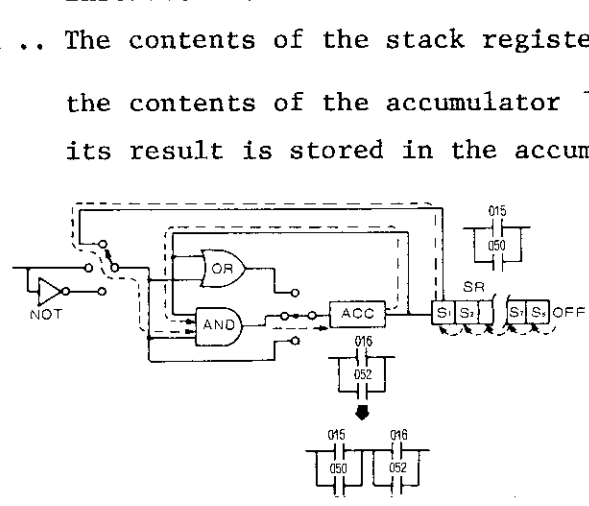 .. The contents of the stack registe
the contents of the accumulator
its result is stored in the accum
015
050
OR
SR
NOT
AND
ACC
S₁ S₂ S₇ S₈ OFF
016
052
015 016
050 052